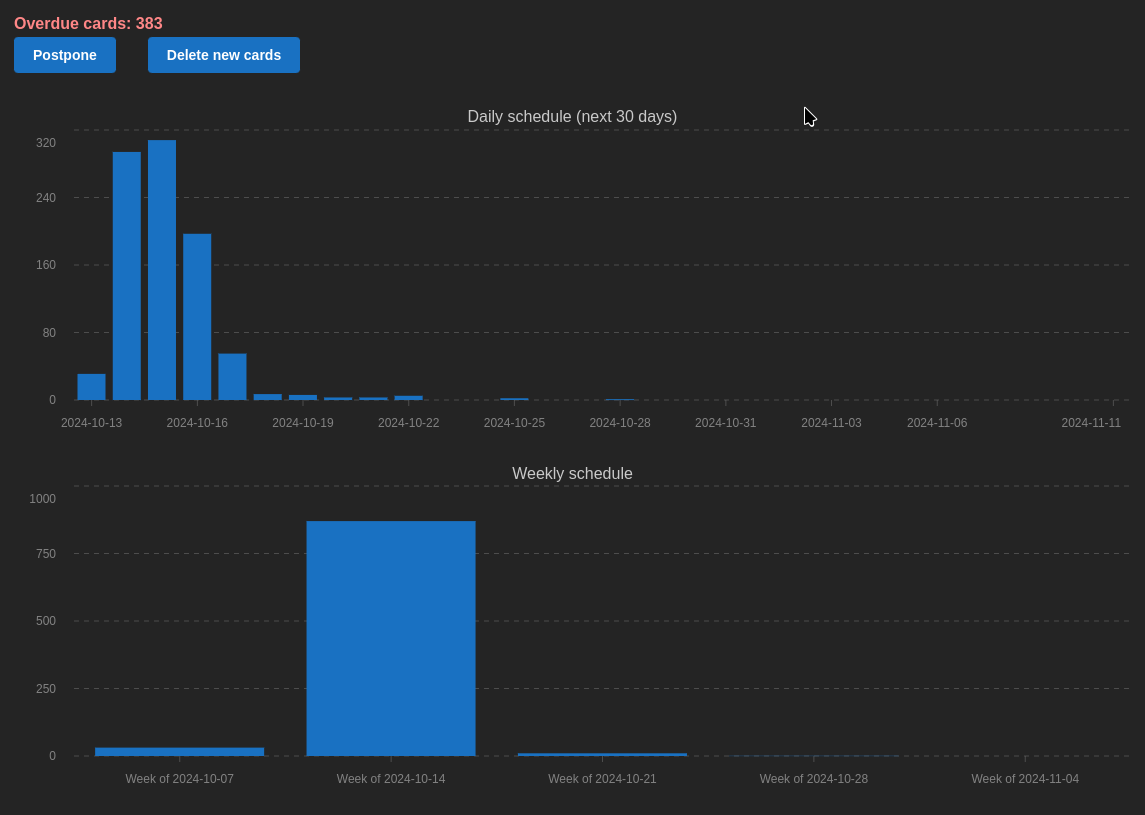 Overdue cards: 383
Postpone Delete new cards
Daily schedule (next 30 days)
320
240
160
80
0
2024-10-13 2024-10-16 2024-10-19 2024-10-22 2024-10-25 2024-10-28 2024-10-31 2024-11-03 2024-11-06 2024-11-11
Weekly schedule
1000
750
500
250
0
Week of 2024-10-07 Week of 2024-10-14 Week of 2024-10-21 Week of 2024-10-28 Week of 2024-11-04